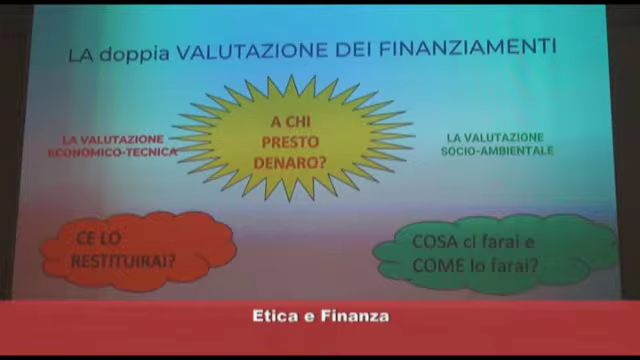 LA doppia VALUTAZIONE DEI FINANZIAMENTI
A CHI
PRESTO
DENARO?
LA VALUTAZIONE
ECONOMICO-TECNICA
LA VALUTAZIONE
SOCIO-AMBIENTALE
CE LO
RESTITUIRAI?
COSA ci farai e
COME lo farai?
Etica e Finanza